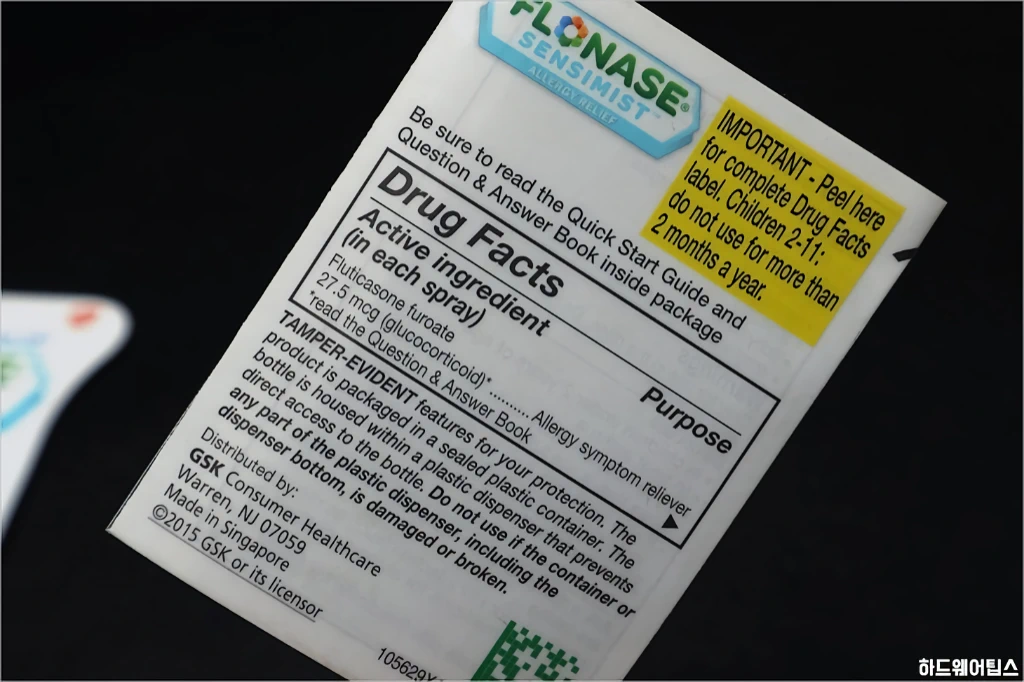 FLONASE®
SENSIMIST™
ALLERGY RELIEF
IMPORTANT - Peel here
for complete Drug Facts
label. Children 2-11:
do not use for more than
2 months a year.
Be sure to read the Quick Start Guide and
Question & Answer Book inside package
Drug Facts
Active ingredient
(in each spray)
Purpose
Fluticasone furoate
27.5 mcg (glucocorticoid)* .......... Allergy symptom reliever
*read the Question & Answer Book
TAMPER-EVIDENT features for your protection. The
product is packaged in a sealed plastic container. The
bottle is housed within a plastic dispenser that prevents
direct access to the bottle. Do not use if the container or
any part of the plastic dispenser, including the
dispenser bottom, is damaged or broken.
Distributed by:
GSK Consumer Healthcare
Warren, NJ 07059
Made in Singapore
©2015 GSK or its licensor
105629X
하드웨어팁스